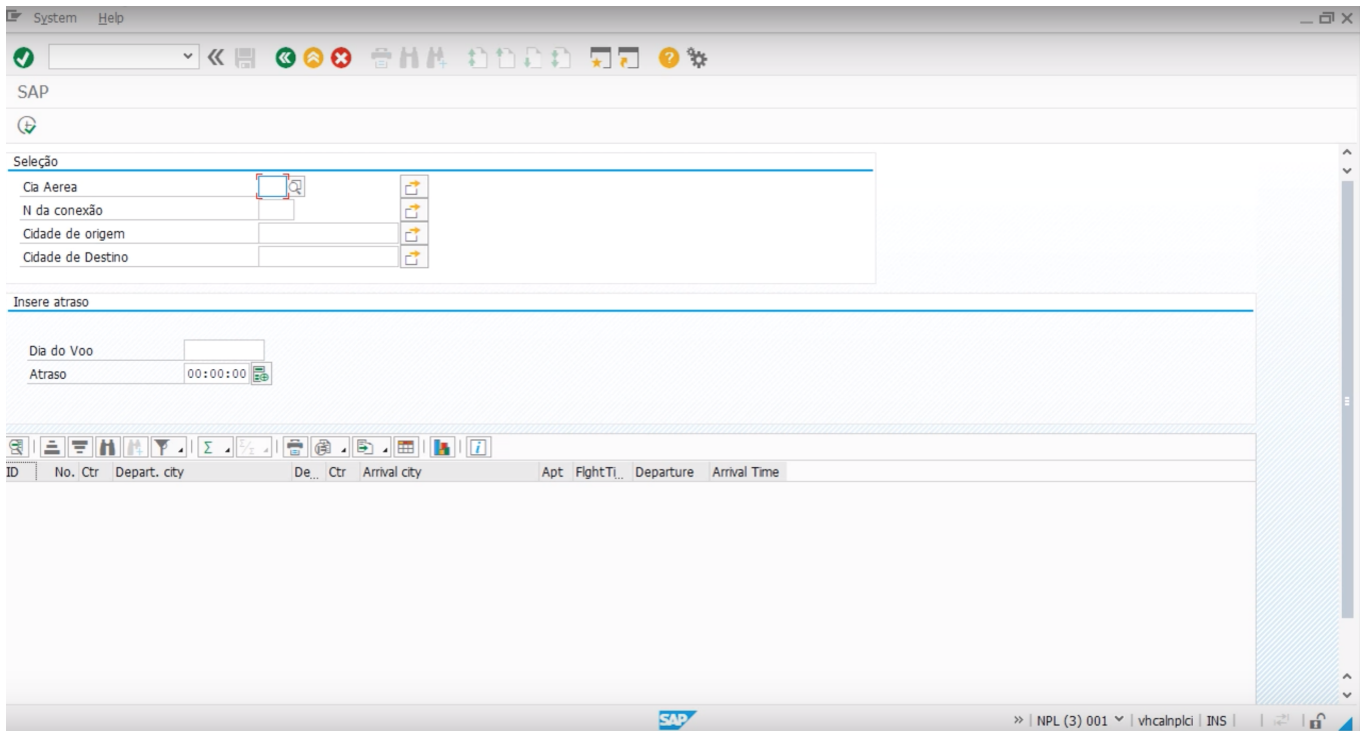 System Help
SAP
Seleção
Cia Aerea
N da conexão
Cidade de origem
Cidade de Destino
Insere atraso
Dia do Voo
Atraso 00:00:00
ID No. Ctr Depart. city De... Ctr Arrival city Apt FlghtTi... Departure Arrival Time
SAP » | NPL (3) 001 | vhcalnplci | INS |